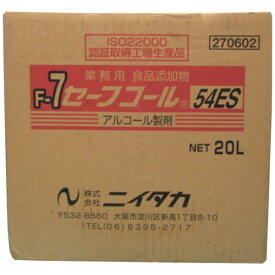 ISO22000
認証取得工場生産品
270602
業務用 食品添加物
F-7 セーフコール® 54ES
アルコール製剤
NET 20L
株式会社 ニイタカ
〒532-8560 大阪市淀川区新高1丁目8-10
TEL(06)6395-2717